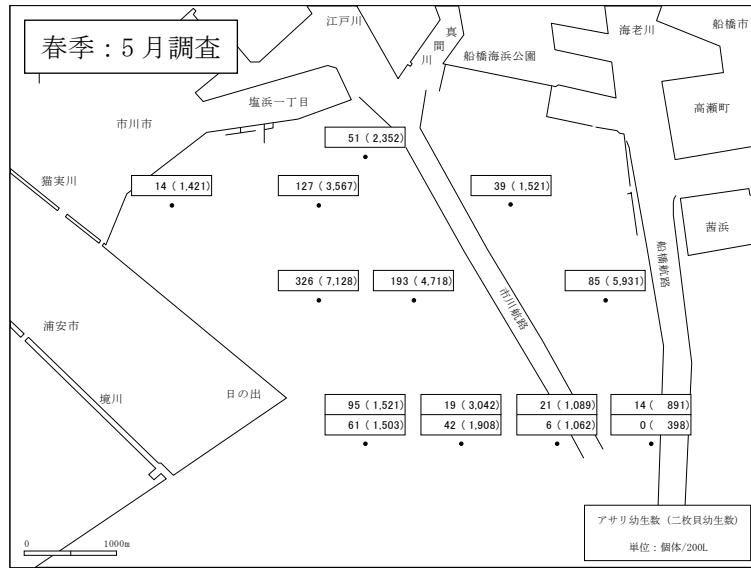 春季：5月調査
江戸川
真間川
海老川
船橋市
船橋海浜公園
高瀬町
塩浜一丁目
市川市
51 ( 2,352)
猫実川
14 ( 1,421)
127 ( 3,567)
39 ( 1,521)
茜浜
船橋航路
326 ( 7,128)
193 ( 4,718)
85 ( 5,931)
市川航路
浦安市
日の出
境川
95 ( 1,521)
19 ( 3,042)
21 ( 1,089)
14 ( 891)
61 ( 1,503)
42 ( 1,908)
6 ( 1,062)
0 ( 398)
アサリ幼生数（二枚貝幼生数）
単位：個体/200L
0 1000m